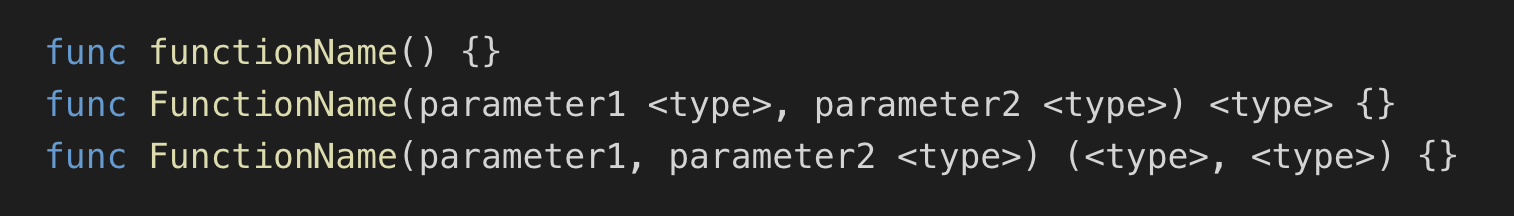 func functionName() {}
func FunctionName(parameter1 <type>, parameter2 <type>) <type> {}
func FunctionName(parameter1, parameter2 <type>) (<type>, <type>) {}